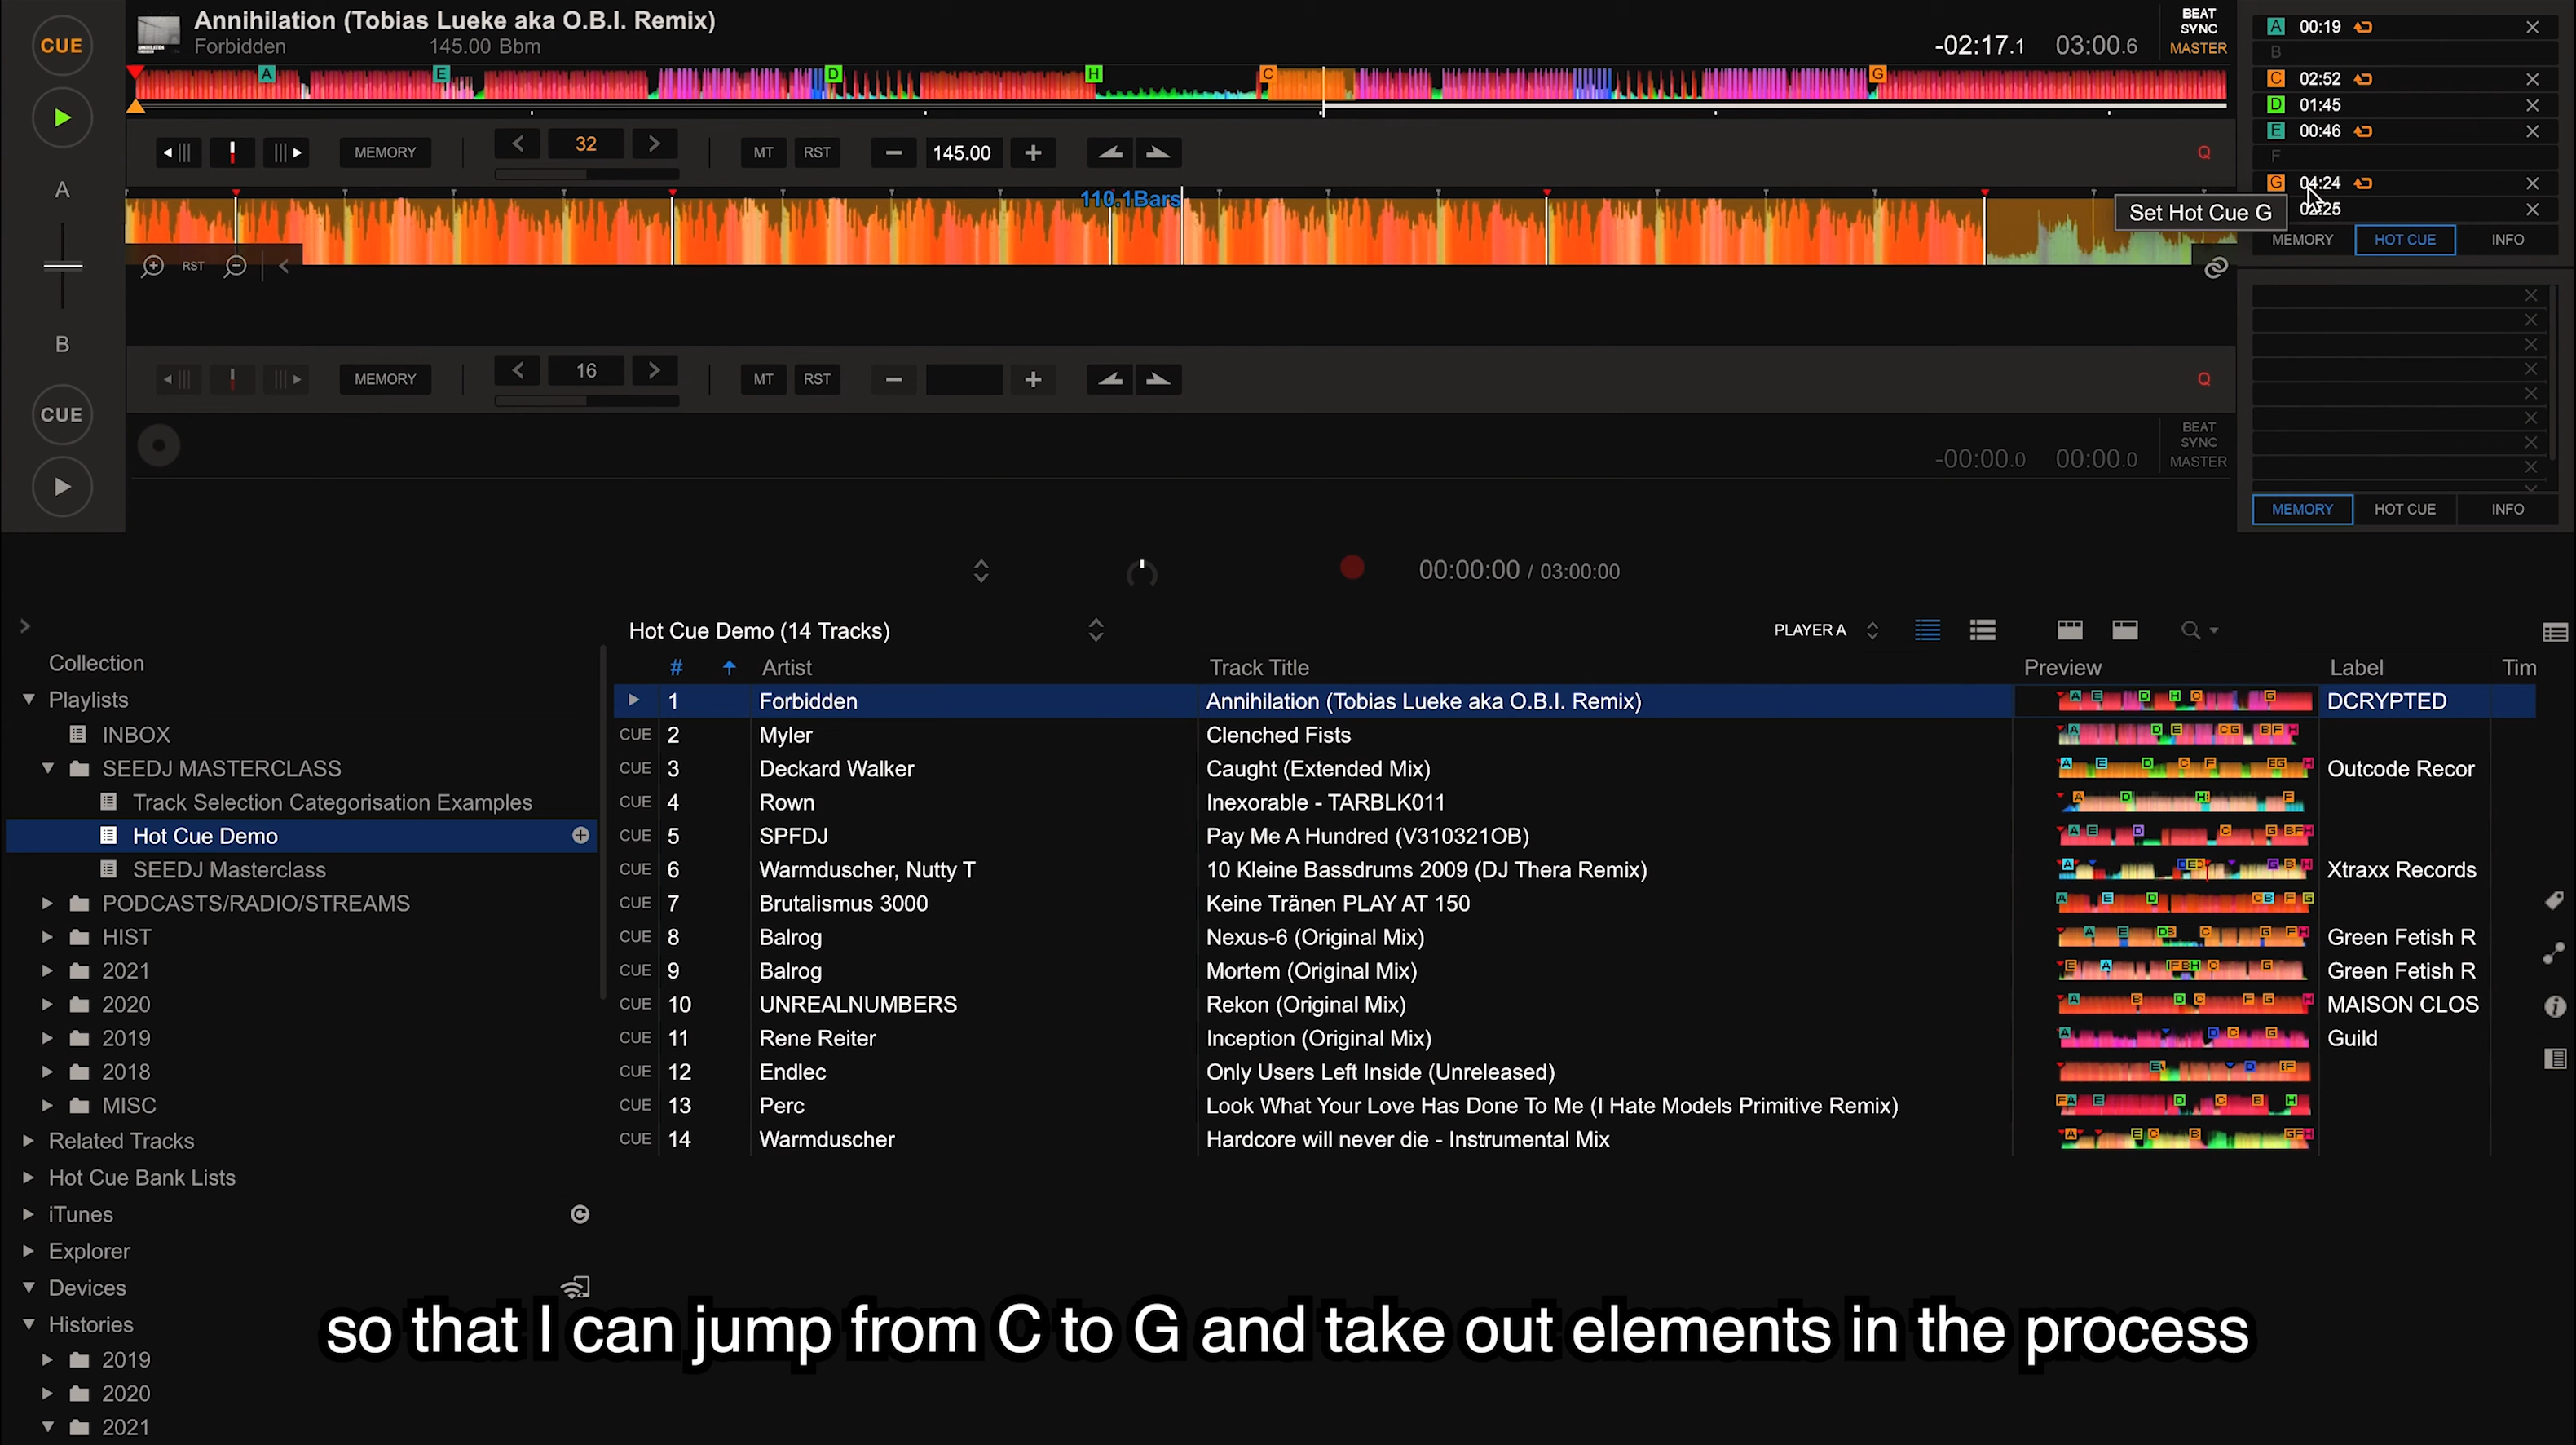 CUE
Annihilation (Tobias Lueke aka O.B.I. Remix)
Forbidden 145.00 Bbm
-02:17.1 03:00.6
BEAT
SYNC
MASTER
A E D H C G
MEMORY < 32 > MT RST − 145.00 + Q
110.1Bars
RST
A 00:19
B
C 02:52
D 01:45
E 00:46
F
G 04:24
02:25
Set Hot Cue G
MEMORY HOT CUE INFO
A
B
CUE
MEMORY < 16 > MT RST − + Q
-00:00.0 00:00.0
BEAT
SYNC
MASTER
MEMORY HOT CUE INFO
00:00:00 / 03:00:00
Collection
Playlists
INBOX
SEEDJ MASTERCLASS
Track Selection Categorisation Examples
Hot Cue Demo
SEEDJ Masterclass
PODCASTS/RADIO/STREAMS
HIST
2021
2020
2019
2018
MISC
Related Tracks
Hot Cue Bank Lists
iTunes
Explorer
Devices
Histories
2019
2020
2021
Hot Cue Demo (14 Tracks) PLAYER A
# Artist Track Title Preview Label Tim
1 Forbidden Annihilation (Tobias Lueke aka O.B.I. Remix) A E D H C G DCRYPTED
CUE 2 Myler Clenched Fists
CUE 3 Deckard Walker Caught (Extended Mix) Outcode Recor
CUE 4 Rown Inexorable - TARBLK011
CUE 5 SPFDJ Pay Me A Hundred (V310321OB)
CUE 6 Warmduscher, Nutty T 10 Kleine Bassdrums 2009 (DJ Thera Remix) Xtraxx Records
CUE 7 Brutalismus 3000 Keine Tränen PLAY AT 150
CUE 8 Balrog Nexus-6 (Original Mix) Green Fetish R
CUE 9 Balrog Mortem (Original Mix) Green Fetish R
CUE 10 UNREALNUMBERS Rekon (Original Mix) MAISON CLOS
CUE 11 Rene Reiter Inception (Original Mix) Guild
CUE 12 Endlec Only Users Left Inside (Unreleased)
CUE 13 Perc Look What Your Love Has Done To Me (I Hate Models Primitive Remix)
CUE 14 Warmduscher Hardcore will never die - Instrumental Mix
so that I can jump from C to G and take out elements in the process